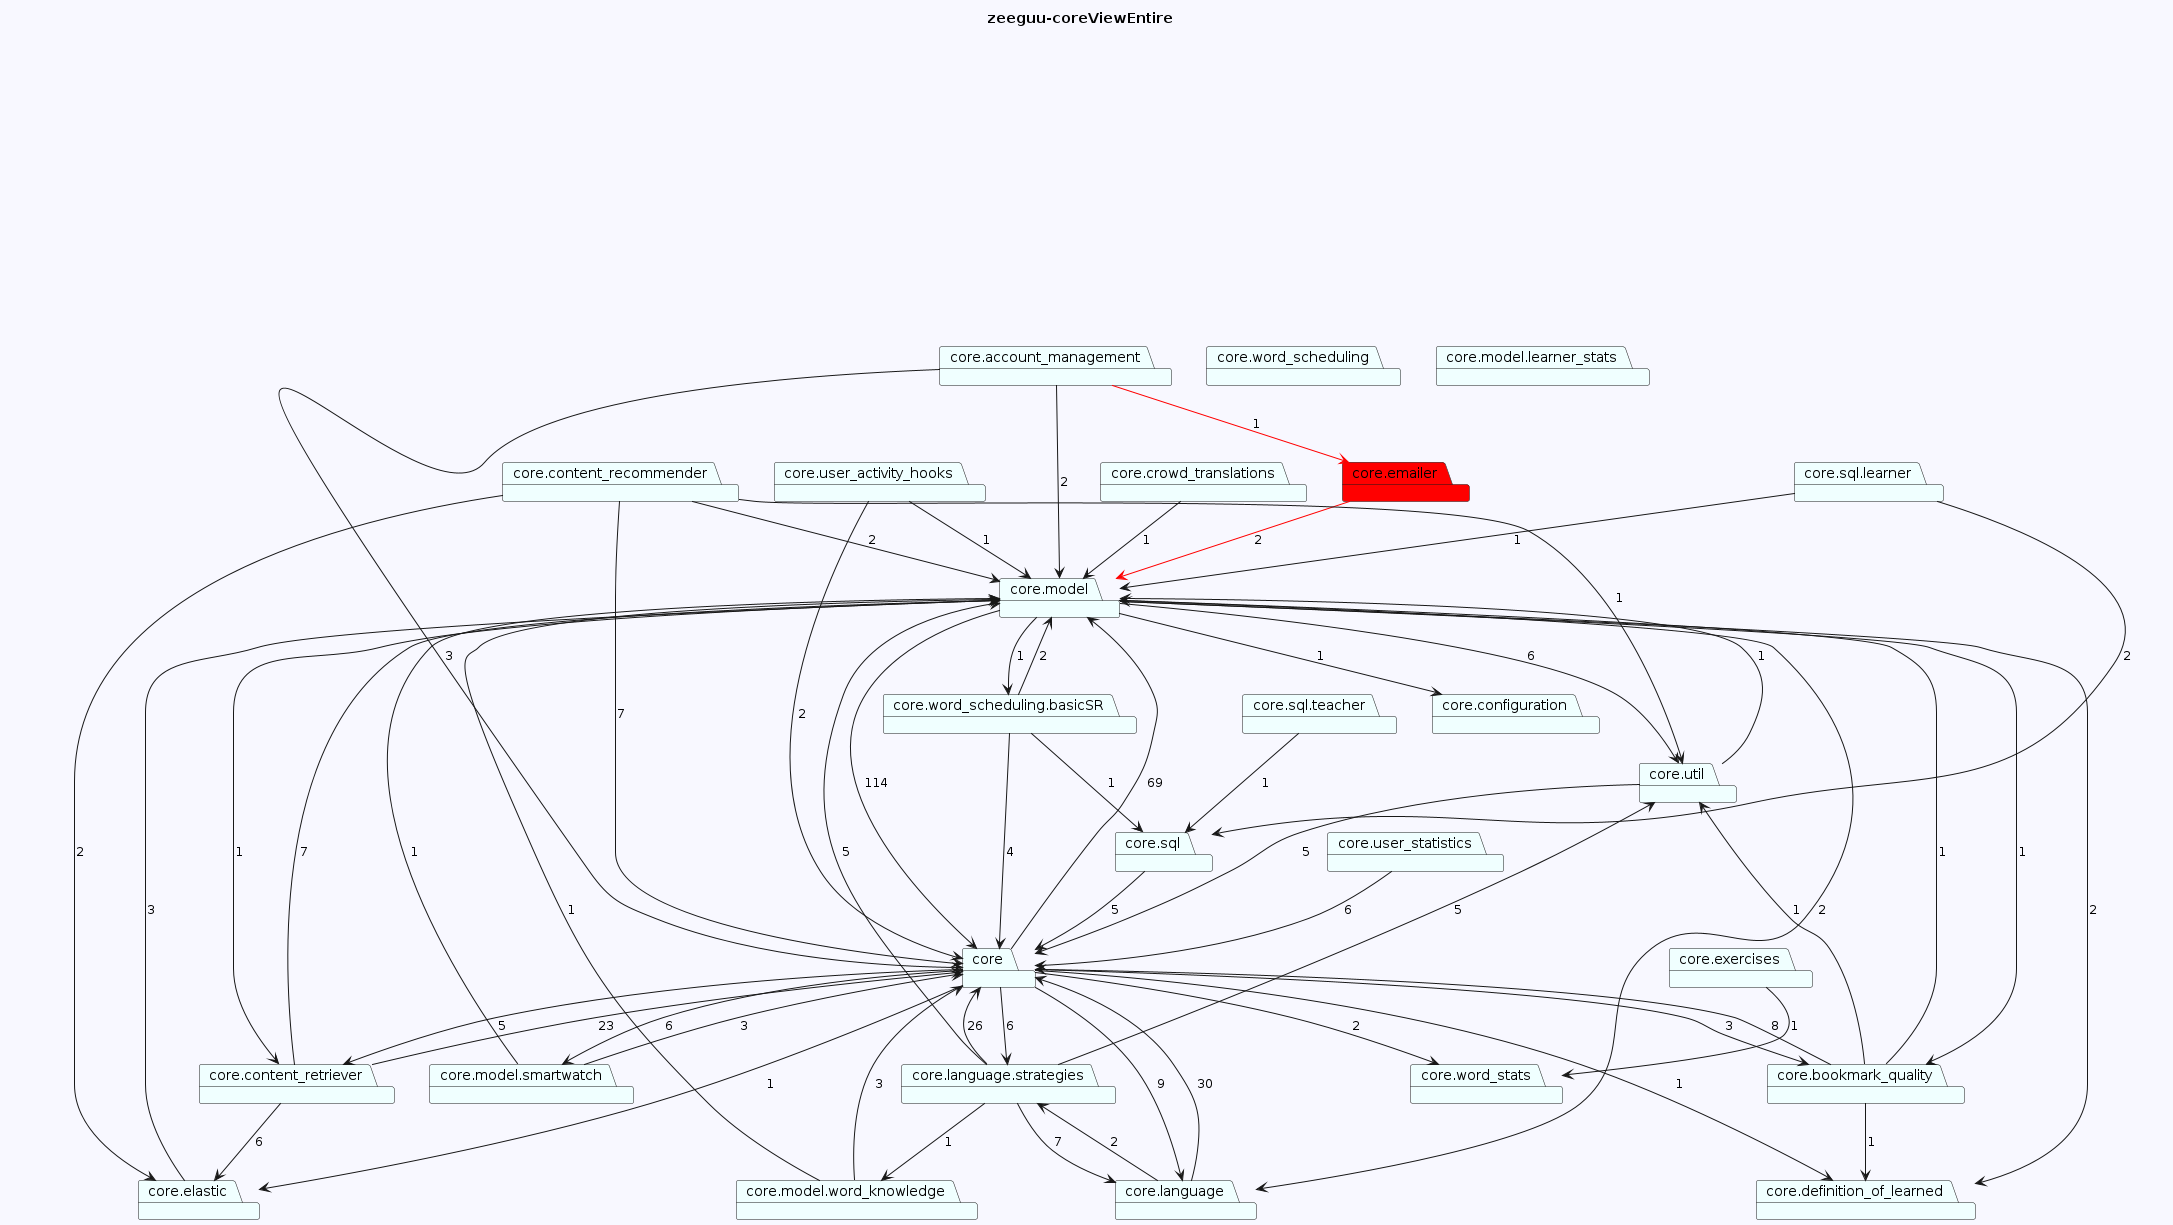 zeeguu-coreViewEntire
core.account_management
core.word_scheduling
core.model.learner_stats
1
core.content_recommender
core.user_activity_hooks
core.crowd_translations
core.emailer
core.sql.learner
2
2
1
1
2
1
core.model
1
3
1
2
1
6
1
2
core.word_scheduling.basicSR
core.sql.teacher
core.configuration
7
2
core.util
114
69
1
1
core.sql
core.user_statistics
2
1
7
1
5
4
5
1
1
3
1
5
6
5
1
2
2
core
core.exercises
5
23
6
3
26
6
2
3
8
1
core.content_retriever
core.model.smartwatch
core.language.strategies
core.word_stats
core.bookmark_quality
1
3
9
30
1
6
1
7
2
1
core.elastic
core.model.word_knowledge
core.language
core.definition_of_learned